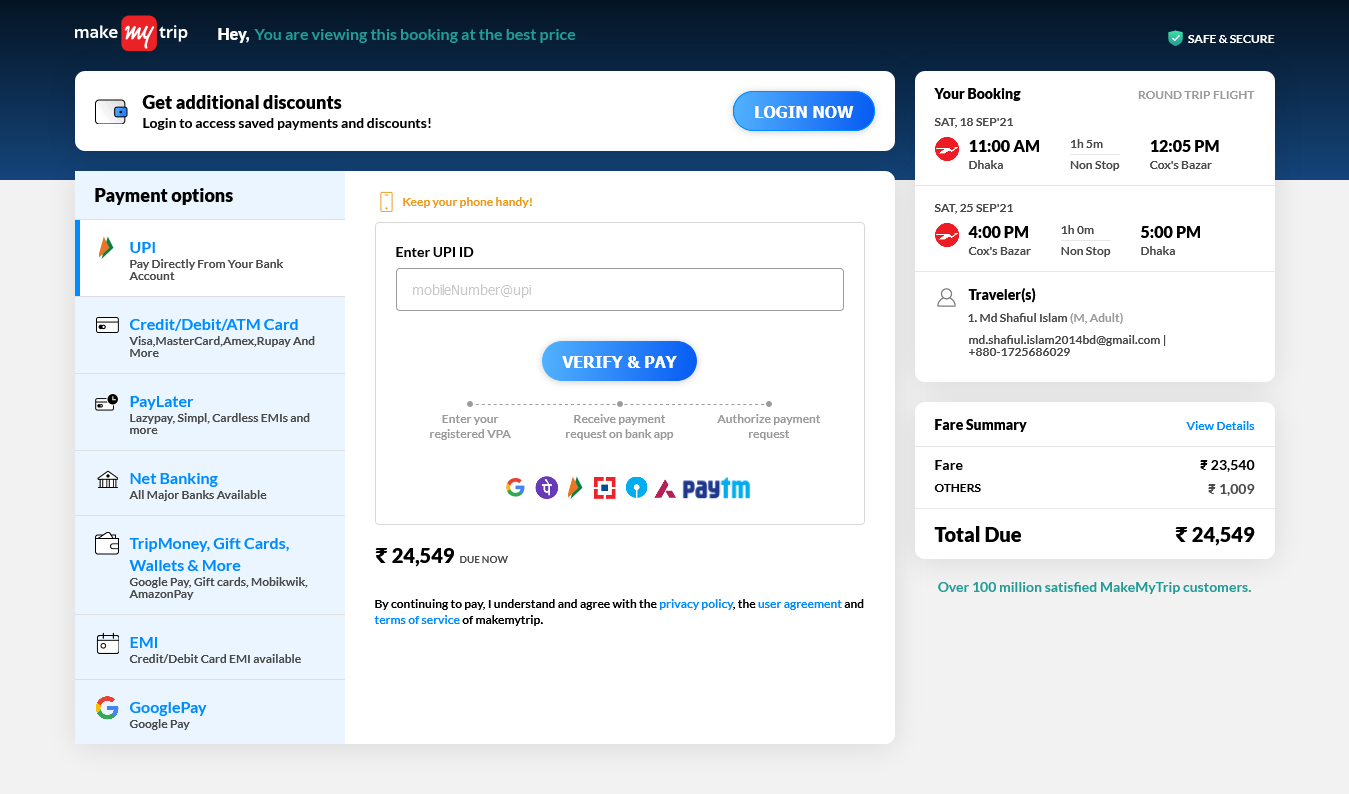 make my trip
Hey, You are viewing this booking at the best price
SAFE & SECURE
Get additional discounts
Login to access saved payments and discounts!
LOGIN NOW
Payment options
UPI
Pay Directly From Your Bank
Account
Credit/Debit/ATM Card
Visa,MasterCard,Amex,Rupay And
More
PayLater
Lazypay, Simpl, Cardless EMIs and
more
Net Banking
All Major Banks Available
TripMoney, Gift Cards,
Wallets & More
Google Pay, Gift cards, Mobikwik,
AmazonPay
EMI
Credit/Debit Card EMI available
GooglePay
Google Pay
Keep your phone handy!
Enter UPI ID
mobileNumber@upi
VERIFY & PAY
Enter your
registered VPA
Receive payment
request on bank app
Authorize payment
request
paytm
₹ 24,549 DUE NOW
By continuing to pay, I understand and agree with the privacy policy, the user agreement and
terms of service of makemytrip.
Your Booking
ROUND TRIP FLIGHT
SAT, 18 SEP'21
11:00 AM 1h 5m 12:05 PM
Dhaka Non Stop Cox's Bazar
SAT, 25 SEP'21
4:00 PM 1h 0m 5:00 PM
Cox's Bazar Non Stop Dhaka
Traveler(s)
1. Md Shafiul Islam (M, Adult)
md.shafiul.islam2014bd@gmail.com |
+880-1725686029
Fare Summary View Details
Fare ₹ 23,540
OTHERS ₹ 1,009
Total Due ₹ 24,549
Over 100 million satisfied MakeMyTrip customers.